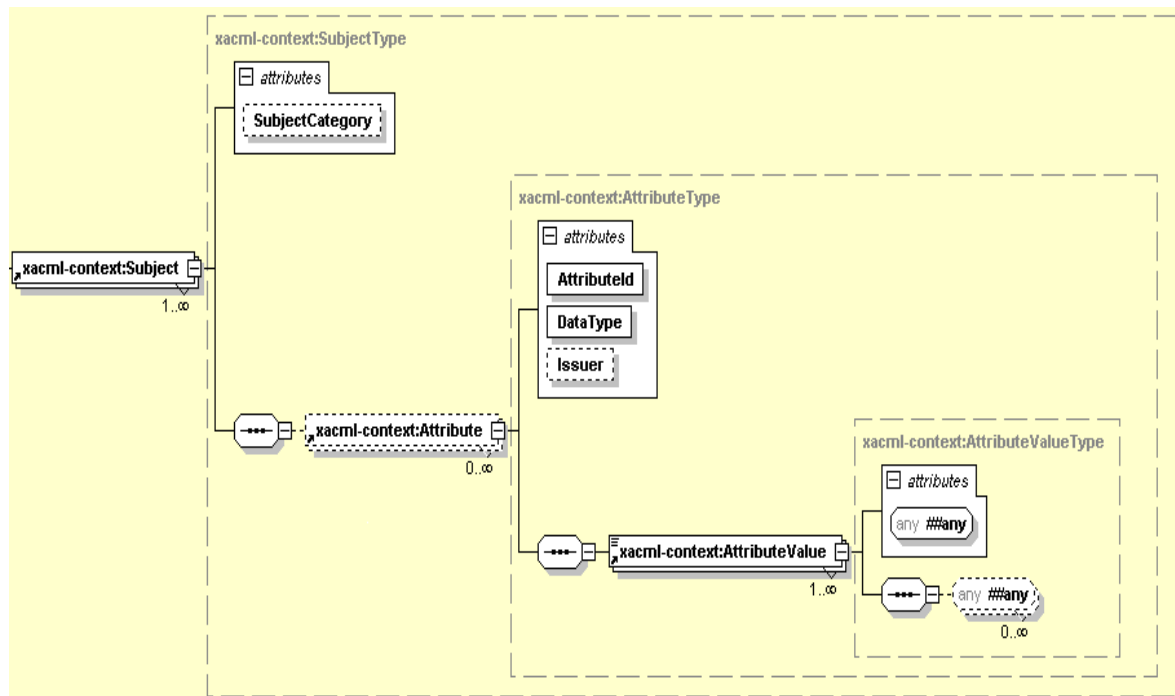 xacml-context:SubjectType
attributes
SubjectCategory
xacml-context:AttributeType
attributes
xacml-context:Subject
AttributeId
1..∞
DataType
Issuer
xacml-context:Attribute
xacml-context:AttributeValueType
0..∞
attributes
any ##any
xacml-context:AttributeValue
1..∞
any ##any
0..∞